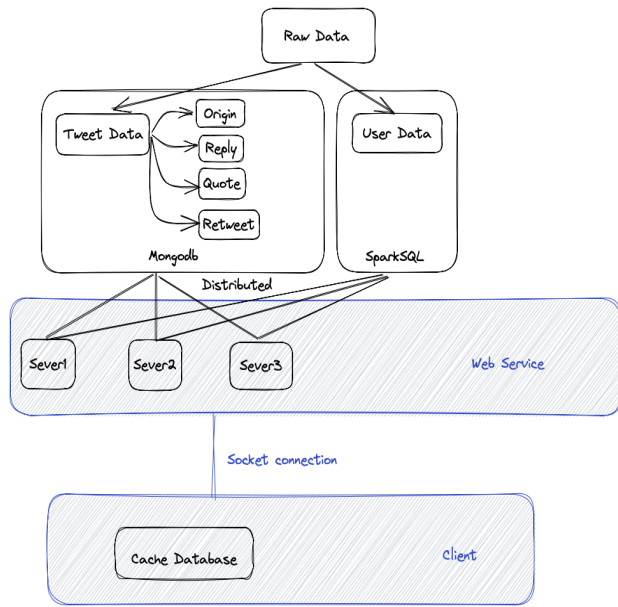 Raw Data
Tweet Data
Origin
Reply
Quote
Retweet
Mongodb
User Data
SparkSQL
Distributed
Sever1
Sever2
Sever3
Web Service
Socket connection
Cache Database
Client